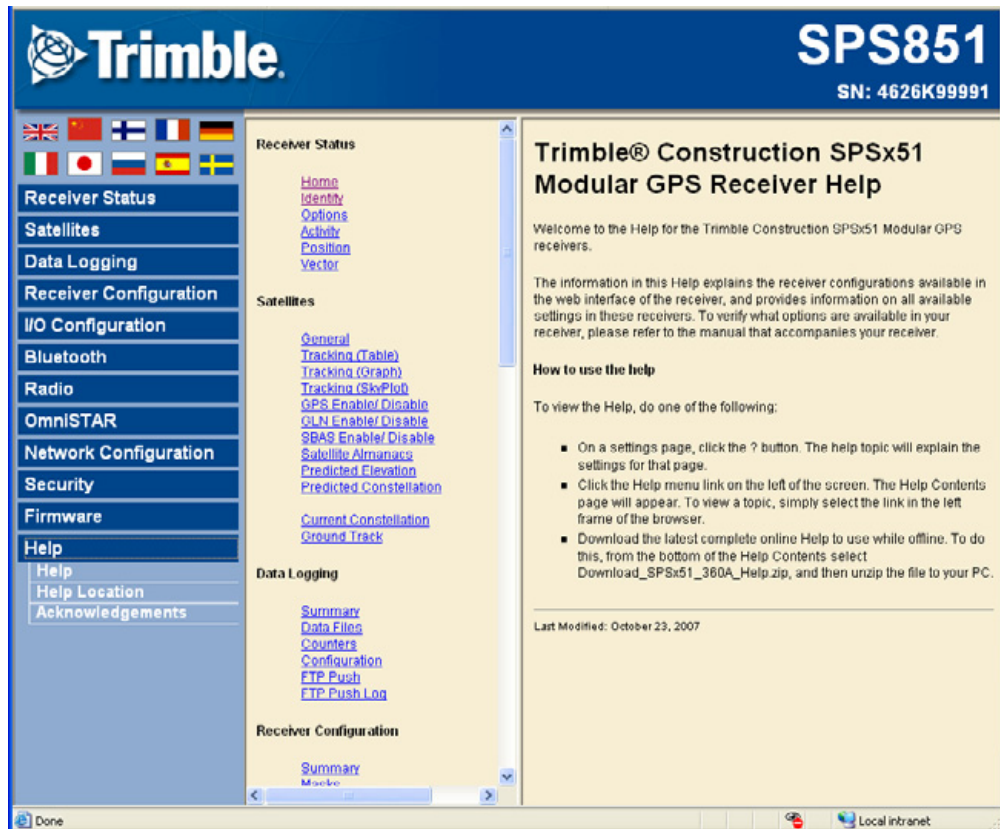 Trimble.
SPS851
SN: 4626K99991
Receiver Status
Satellites
Data Logging
Receiver Configuration
I/O Configuration
Bluetooth
Radio
OmniSTAR
Network Configuration
Security
Firmware
Help
Help
Help Location
Acknowledgements
Receiver Status
Home
Identity
Options
Activity
Position
Vector
Satellites
General
Tracking (Table)
Tracking (Graph)
Tracking (SkyPlot)
GPS Enable/ Disable
GLN Enable/ Disable
SBAS Enable/ Disable
Satellite Almanacs
Predicted Elevation
Predicted Constellation
Current Constellation
Ground Track
Data Logging
Summary
Data Files
Counters
Configuration
FTP Push
FTP Push Log
Receiver Configuration
Summary
Masks
Trimble® Construction SPSx51
Modular GPS Receiver Help
Welcome to the Help for the Trimble Construction SPSx51 Modular GPS
receivers.
The information in this Help explains the receiver configurations available in
the web interface of the receiver, and provides information on all available
settings in these receivers. To verify what options are available in your
receiver, please refer to the manual that accompanies your receiver.
How to use the help
To view the Help, do one of the following:
On a settings page, click the ? button. The help topic will explain the
settings for that page.
Click the Help menu link on the left of the screen. The Help Contents
page will appear. To view a topic, simply select the link in the left
frame of the browser.
Download the latest complete online Help to use while offline. To do
this, from the bottom of the Help Contents select
Download_SPSx51_360A_Help.zip, and then unzip the file to your PC.
Last Modified: October 23, 2007
Done
Local intranet